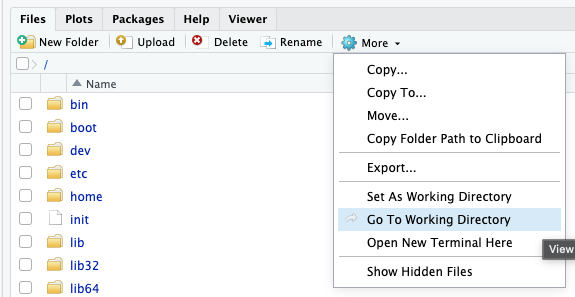 Files Plots Packages Help Viewer
New Folder Upload Delete Rename More
/
Name
bin
boot
dev
etc
home
init
lib
lib32
lib64
Copy...
Copy To...
Move...
Copy Folder Path to Clipboard
Export...
Set As Working Directory
Go To Working Directory
Open New Terminal Here
Show Hidden Files
View